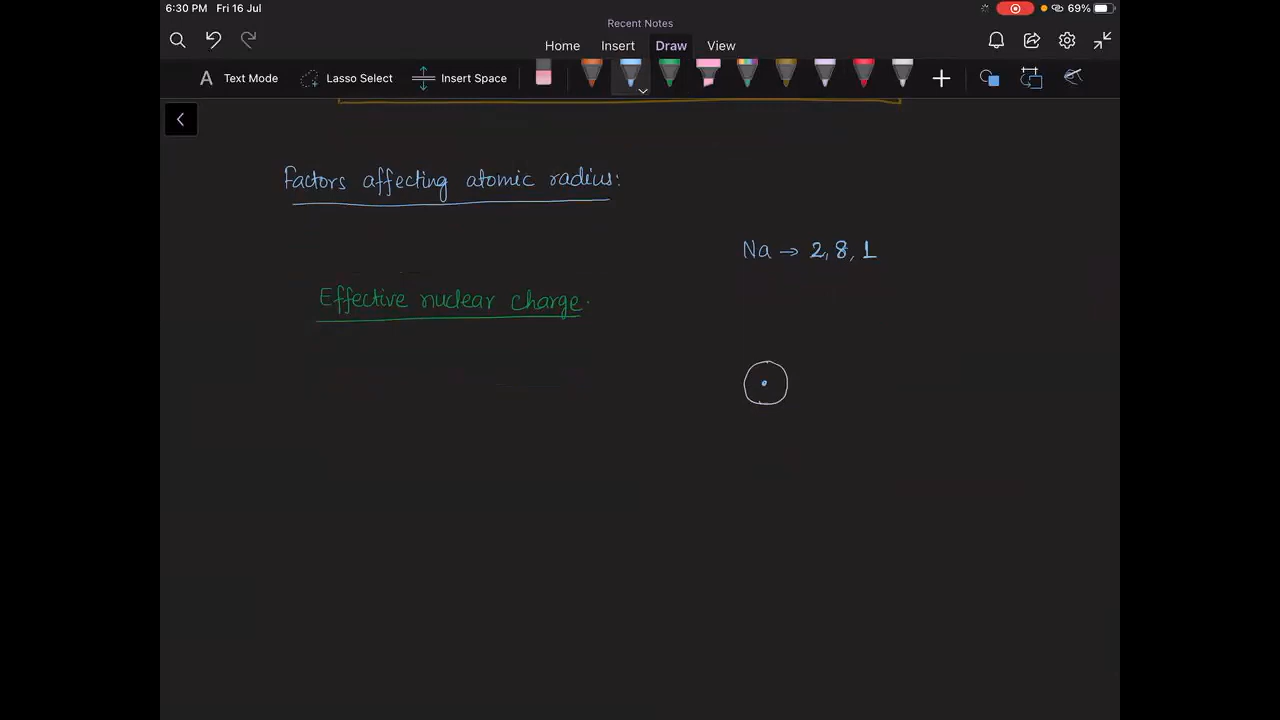 6:30 PM Fri 16 Jul
69%
Recent Notes
Home Insert Draw View
A Text Mode Lasso Select Insert Space
Factors affecting atomic radius:
Na → 2, 8, 1
Effective nuclear charge.